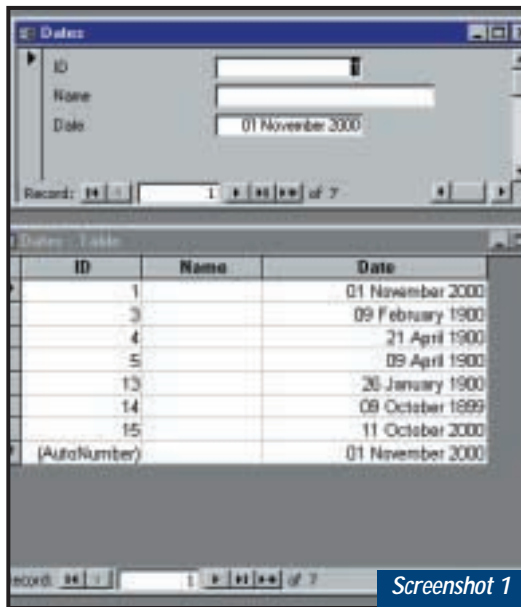 Dates
ID 1
Name
Date 01 November 2000
Record: 1 of 7
Dates : Table
ID Name Date
1 01 November 2000
3 09 February 1900
4 21 April 1900
5 09 April 1900
13 26 January 1900
14 08 October 1899
15 11 October 2000
(AutoNumber) 01 November 2000
Record: 1 of 7
Screenshot 1